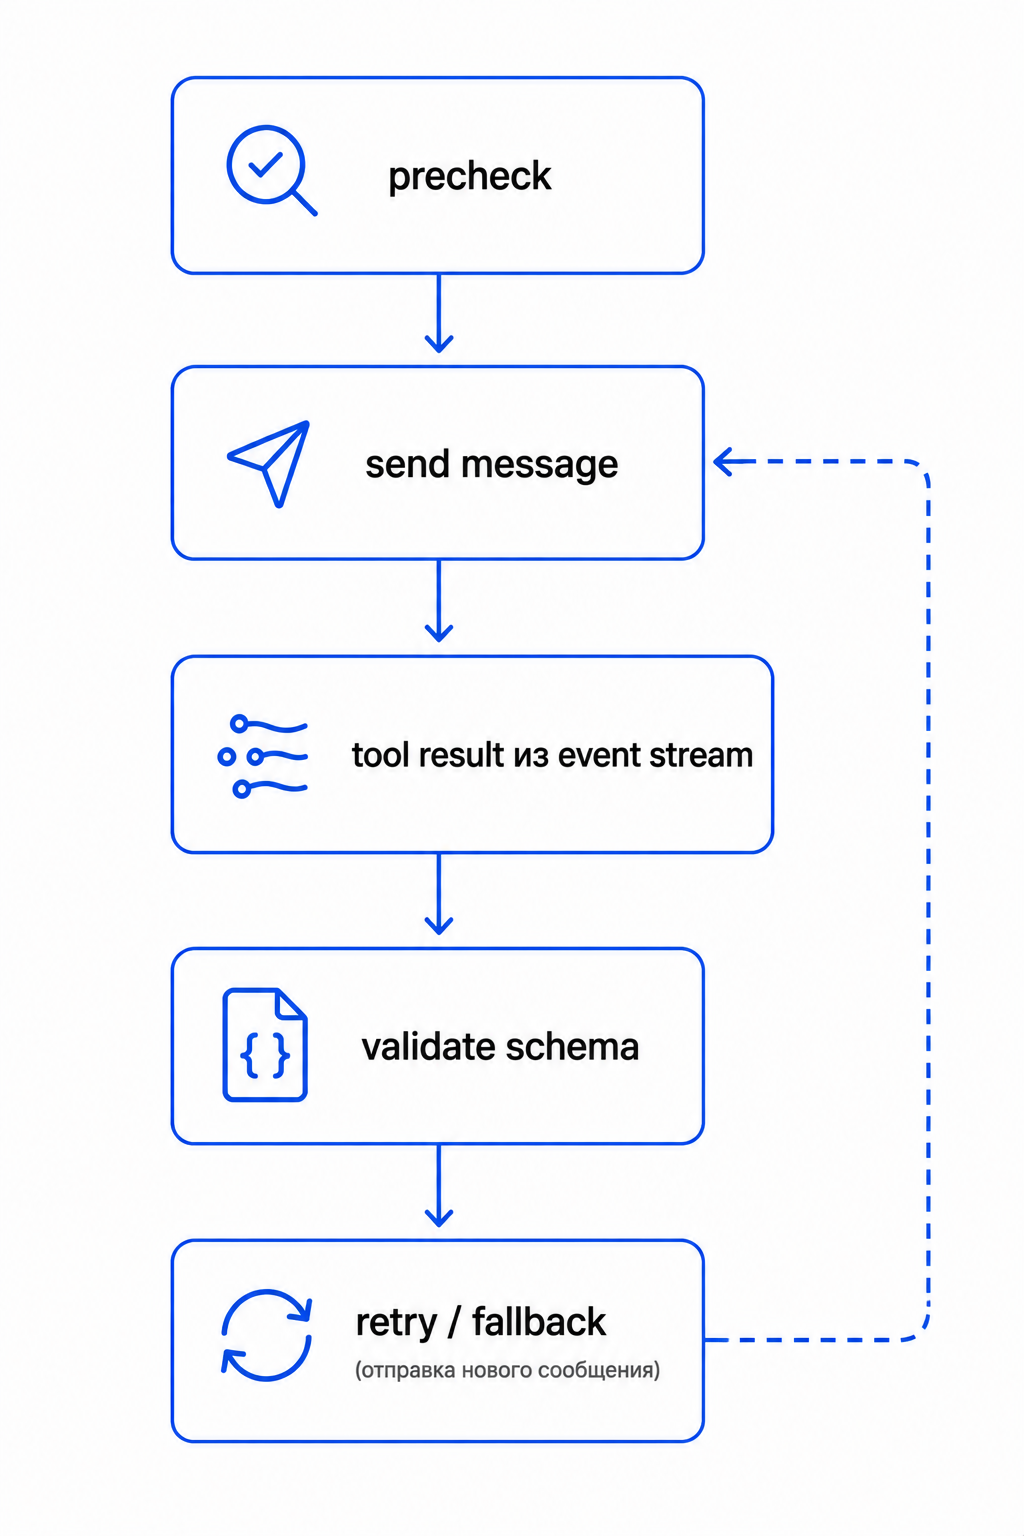 precheck
send message
tool result из event stream
{ }
validate schema
retry / fallback
(отправка нового сообщения)